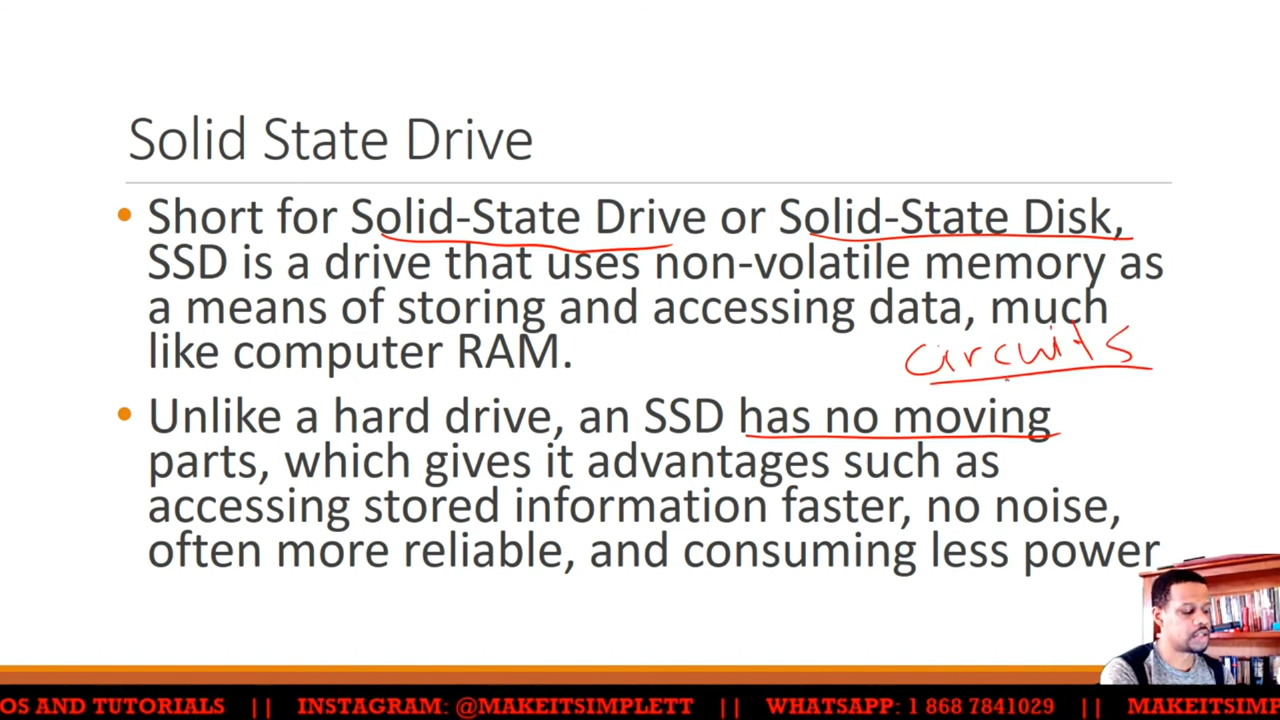 Solid State Drive
• Short for Solid-State Drive or Solid-State Disk,
SSD is a drive that uses non-volatile memory as
a means of storing and accessing data, much
like computer RAM.
circuits
• Unlike a hard drive, an SSD has no moving
parts, which gives it advantages such as
accessing stored information faster, no noise,
often more reliable, and consuming less power
OS AND TUTORIALS || INSTAGRAM: @MAKEITSIMPLETT || WHATSAPP: 1 868 7841029 || MAKEITSIMP